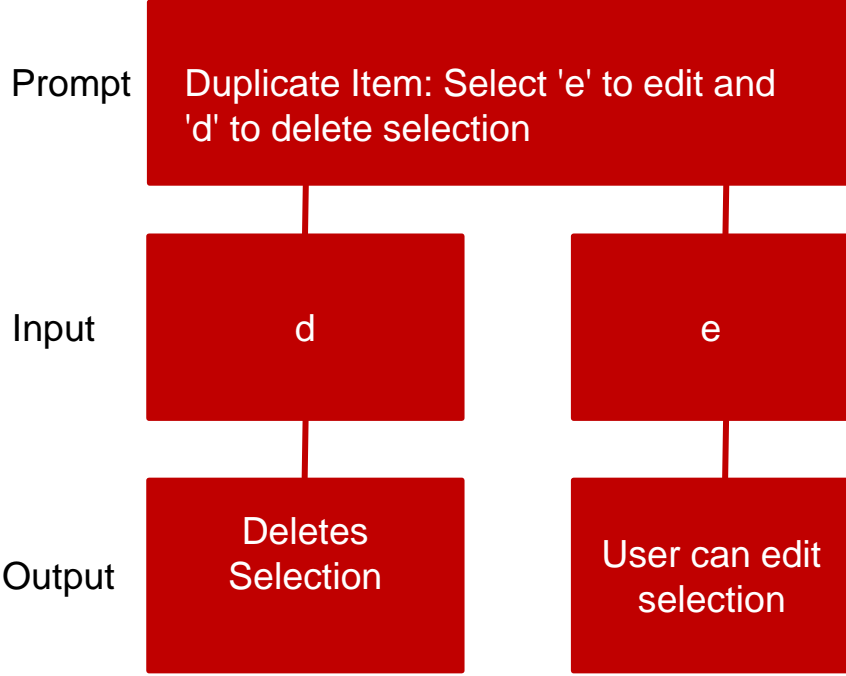 Prompt
Duplicate Item: Select 'e' to edit and
'd' to delete selection
Input
d
e
Output
Deletes
Selection
User can edit
selection